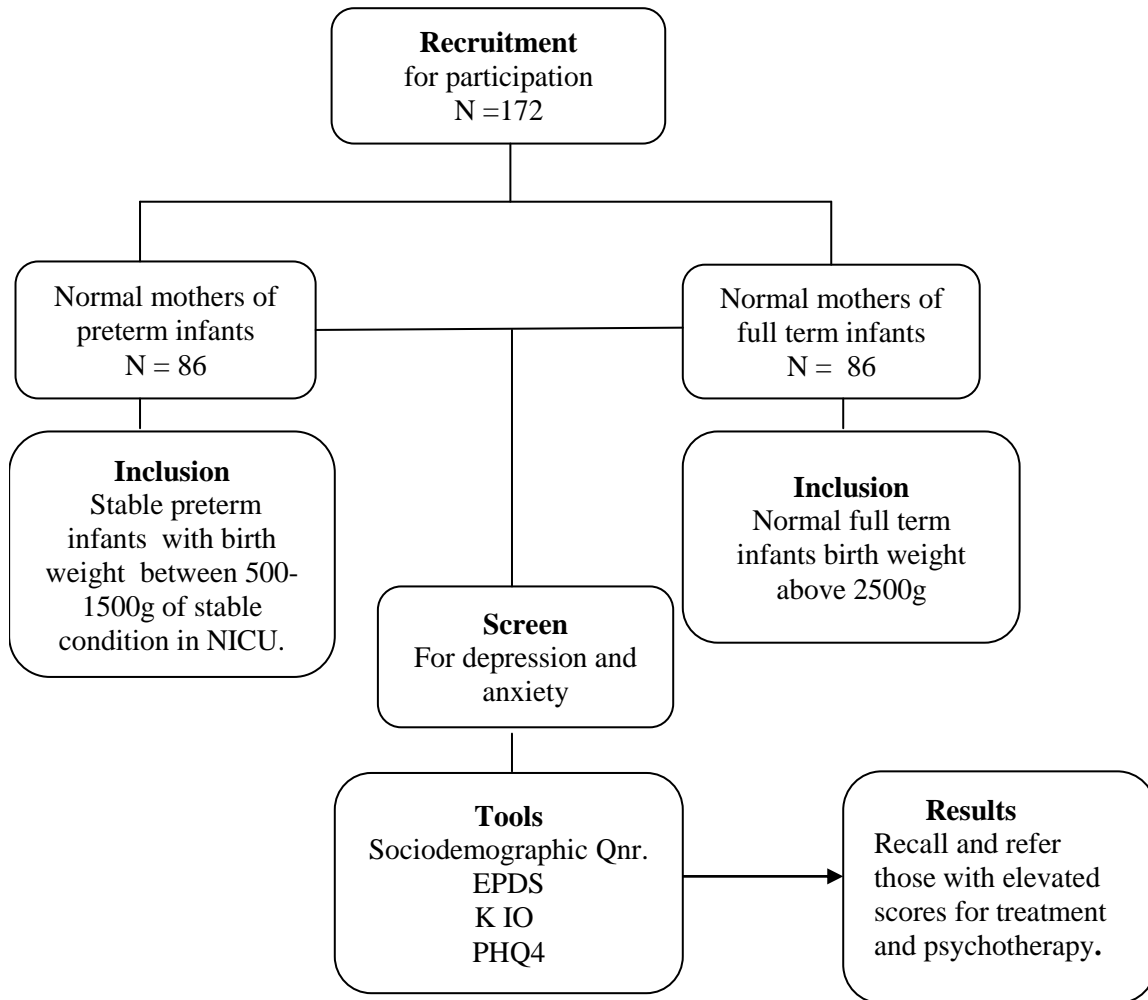 Recruitment
for participation
N =172
Normal mothers of
preterm infants
N = 86
Normal mothers of
full term infants
N =  86
Inclusion
Stable preterm
infants  with birth
weight  between 500-
1500g of stable
condition in NICU.
Inclusion
Normal full term
infants birth weight
above 2500g
Screen
For depression and
anxiety
Tools
Sociodemographic Qnr.
EPDS
K IO
PHQ4
Results
Recall and refer
those with elevated
scores for treatment
and psychotherapy.